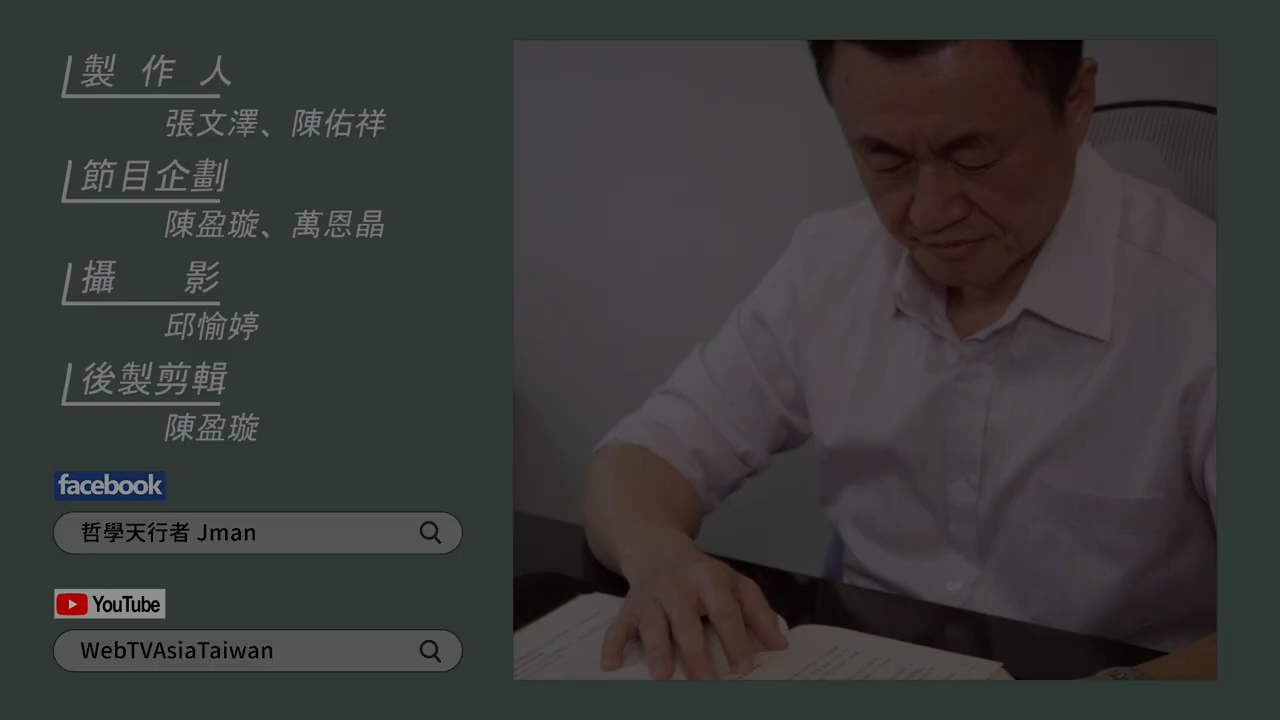 製 作 人
張文澤、陳佑祥
節目企劃
陳盈璇、萬恩晶
攝 影
邱愉婷
後製剪輯
陳盈璇
facebook
哲學天行者 Jman
YouTube
WebTVAsiaTaiwan